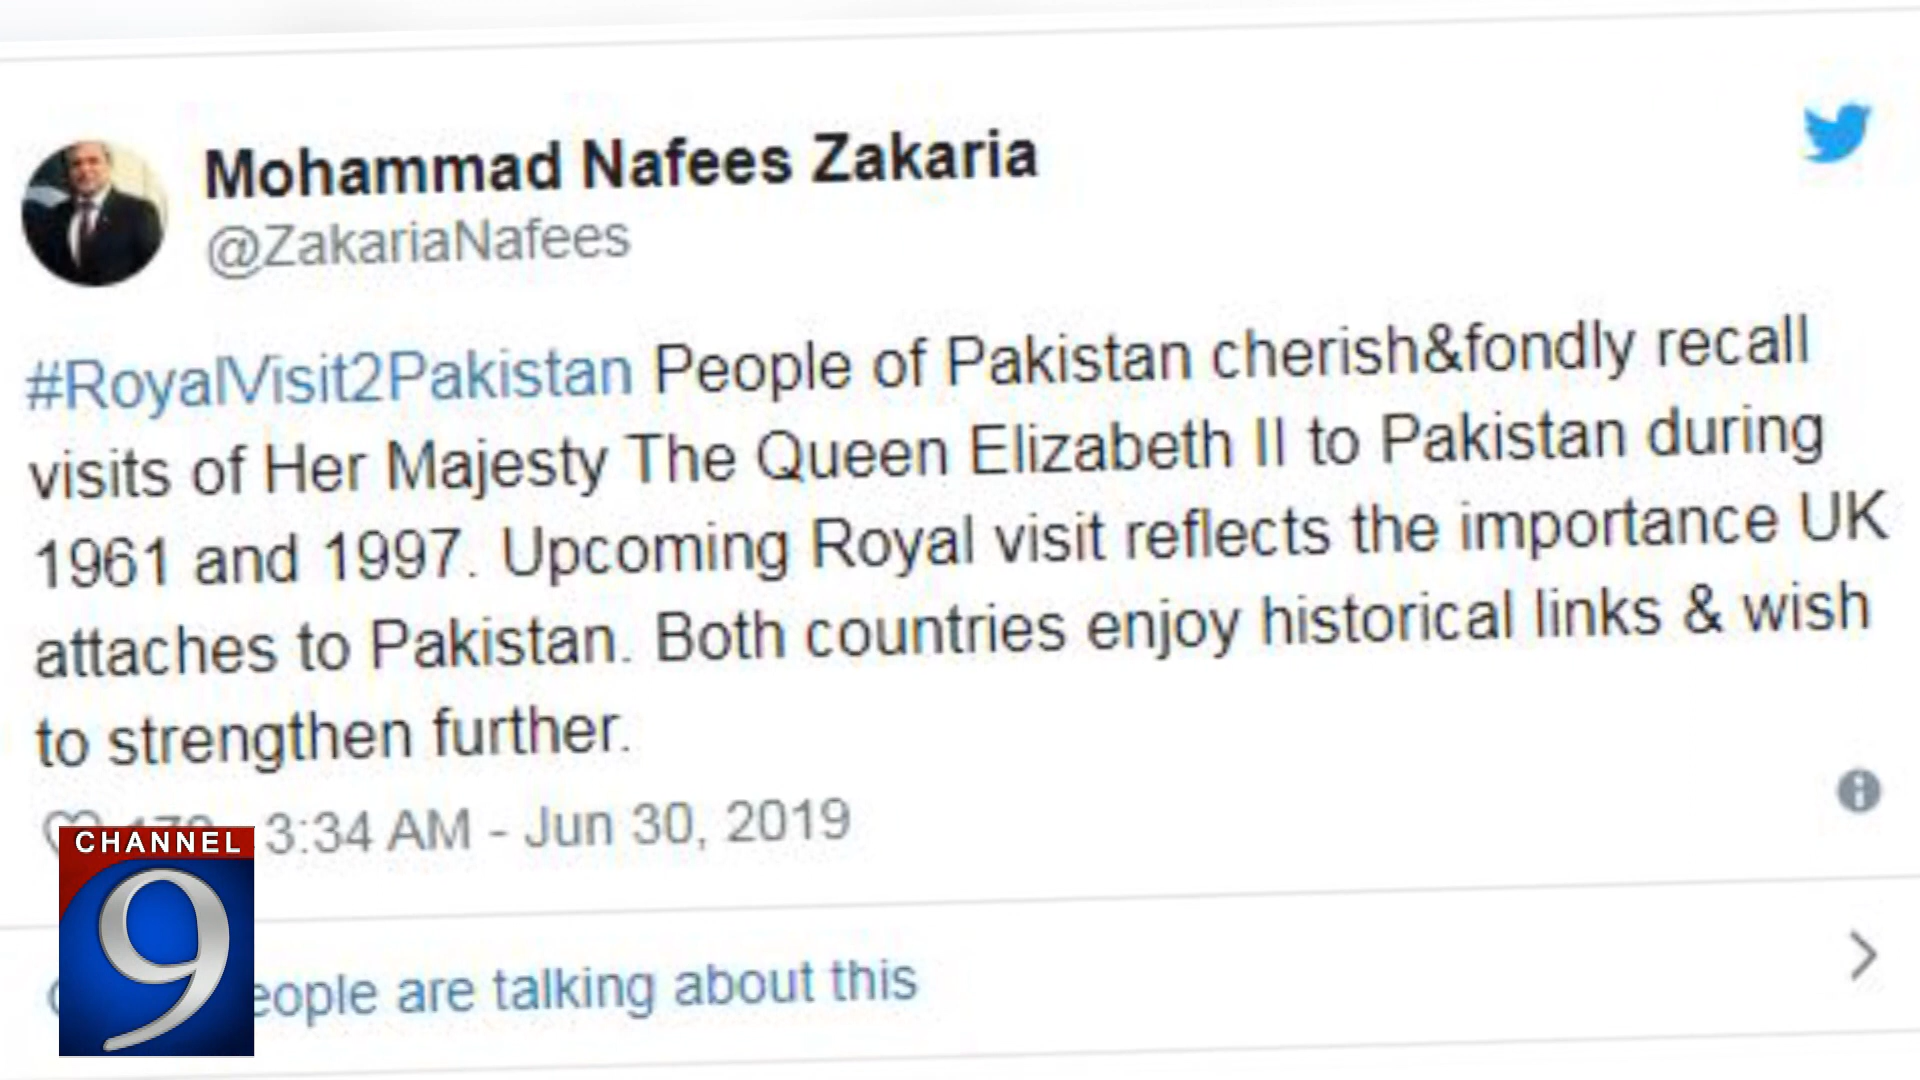 Mohammad Nafees Zakaria
@ZakariaNafees
#RoyalVisit2Pakistan People of Pakistan cherish&fondly recall
visits of Her Majesty The Queen Elizabeth II to Pakistan during
1961 and 1997. Upcoming Royal visit reflects the importance UK
attaches to Pakistan. Both countries enjoy historical links & wish
to strengthen further.
3:34 AM - Jun 30, 2019
are talking about this
CHANNEL
9